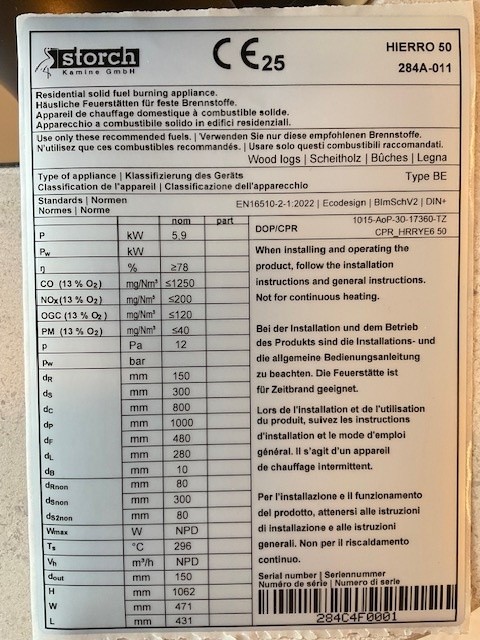 storch
Kamine GmbH
CE 25
HIERRO 50
284A-011
Residential solid fuel burning appliance.
Häusliche Feuerstätten für feste Brennstoffe.
Appareil de chauffage domestique à combustible solide.
Apparecchio a combustibile solido in edifici residenziali.
Use only these recommended fuels. | Verwenden Sie nur diese empfohlenen Brennstoffe.
N'utilisez que ces combustibles recommandés. | Usare solo questi combustibili raccomandati.
Wood logs | Scheitholz | Bûches | Legna
Type of appliance | Klassifizierung des Geräts
Classification de l'appareil | Classificazione dell'apparecchio
Type BE
Standards | Normen
Normes | Norme
EN16510-2-1:2022 | Ecodesign | BImSchV2 | DIN+
nom part
P kW 5,9
Pw kW
η % ≥78
CO (13 % O₂) mg/Nm³ ≤1250
NOx (13 % O₂) mg/Nm³ ≤200
OGC (13 % O₂) mg/Nm³ ≤120
PM (13 % O₂) mg/Nm³ ≤40
p Pa 12
pw bar
dR mm 150
dS mm 300
dC mm 800
dP mm 1000
dF mm 480
dL mm 280
dB mm 10
dRnon mm 80
dSnon mm 300
dS2non mm 80
Wmax W NPD
Ts °C 296
Vh m³/h NPD
dout mm 150
H mm 1062
W mm 471
L mm 431
DOP/CPR
1015-AoP-30-17360-TZ
CPR_HRRYE6 50
When installing and operating the
product, follow the installation
instructions and general instructions.
Not for continuous heating.
Bei der Installation und dem Betrieb
des Produkts sind die Installations- und
die allgemeine Bedienungsanleitung
zu beachten. Die Feuerstätte ist
für Zeitbrand geeignet.
Lors de l'installation et de l'utilisation
du produit, suivez les instructions
d'installation et le mode d'emploi
général. Il s'agit d'un appareil
de chauffage intermittent.
Per l'installazione e il funzionamento
del prodotto, attenersi alle istruzioni
di installazione e alle istruzioni
generali. Non per il riscaldamento
continuo.
Serial number | Seriennummer
Numéro de série | Numero di serie
284C4F0001